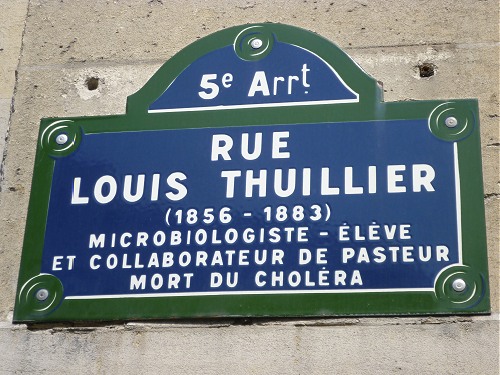 5e Arrt.
RUE
LOUIS THUILLIER
(1856 - 1883)
MICROBIOLOGISTE - ÉLÈVE
ET COLLABORATEUR DE PASTEUR
MORT DU CHOLÉRA